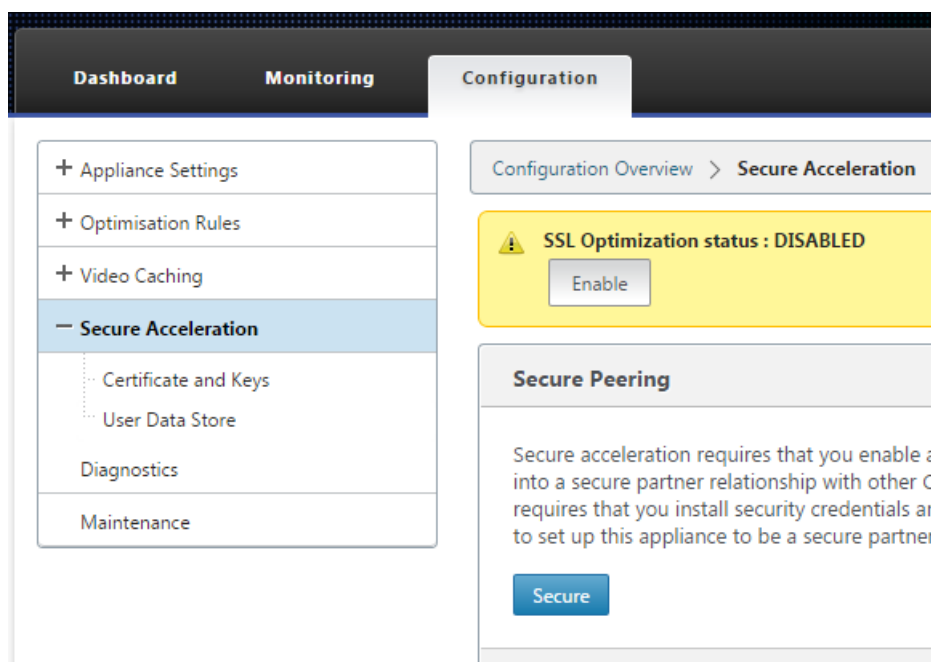 Dashboard Monitoring Configuration
+ Appliance Settings
+ Optimisation Rules
+ Video Caching
− Secure Acceleration
Certificate and Keys
User Data Store
Diagnostics
Maintenance
Configuration Overview > Secure Acceleration
SSL Optimization status : DISABLED
Enable
Secure Peering
Secure acceleration requires that you enable
into a secure partner relationship with other
requires that you install security credentials
to set up this appliance to be a secure partner
Secure